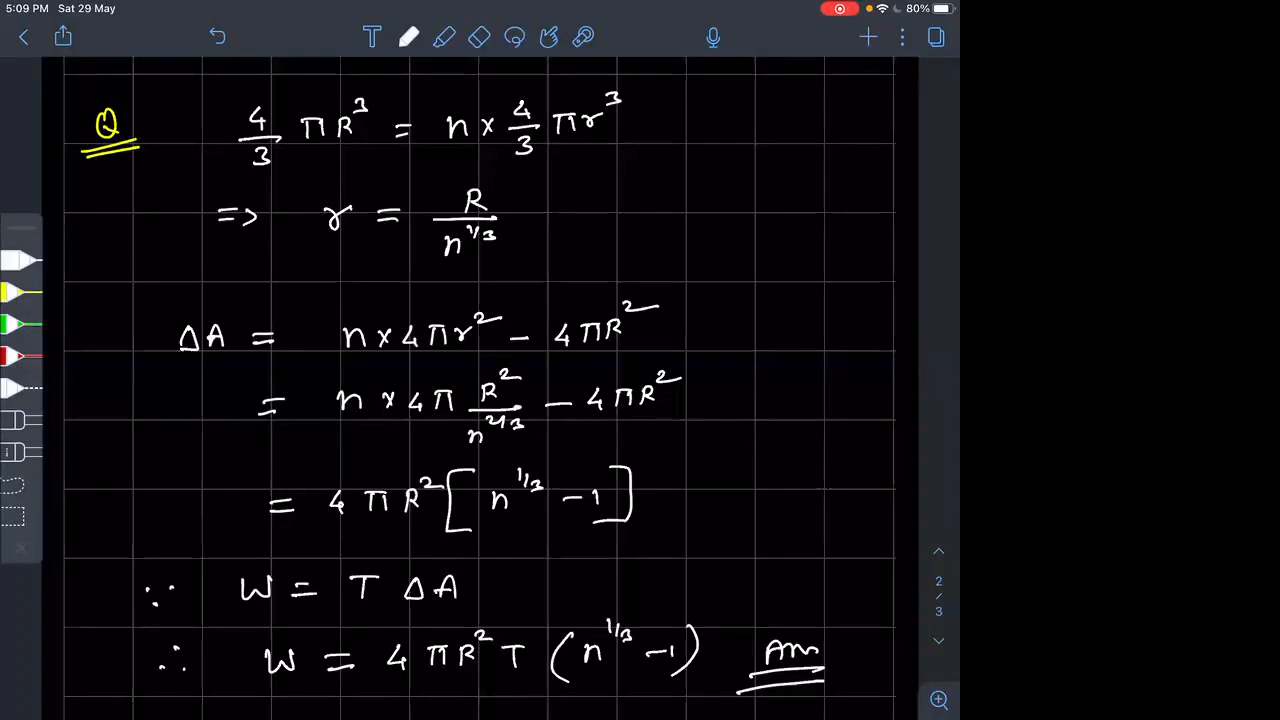 5:09 PM Sat 29 May 80%
Q 4/3 πR³ = n × 4/3 πr³
=> r = R/n^1/3
ΔA = n × 4πr² − 4πR²
= n × 4π R²/n^2/3 − 4πR²
= 4πR² [n^1/3 − 1]
∵ W = T ΔA
∴ W = 4πR² T (n^1/3 − 1) Ans
2/3